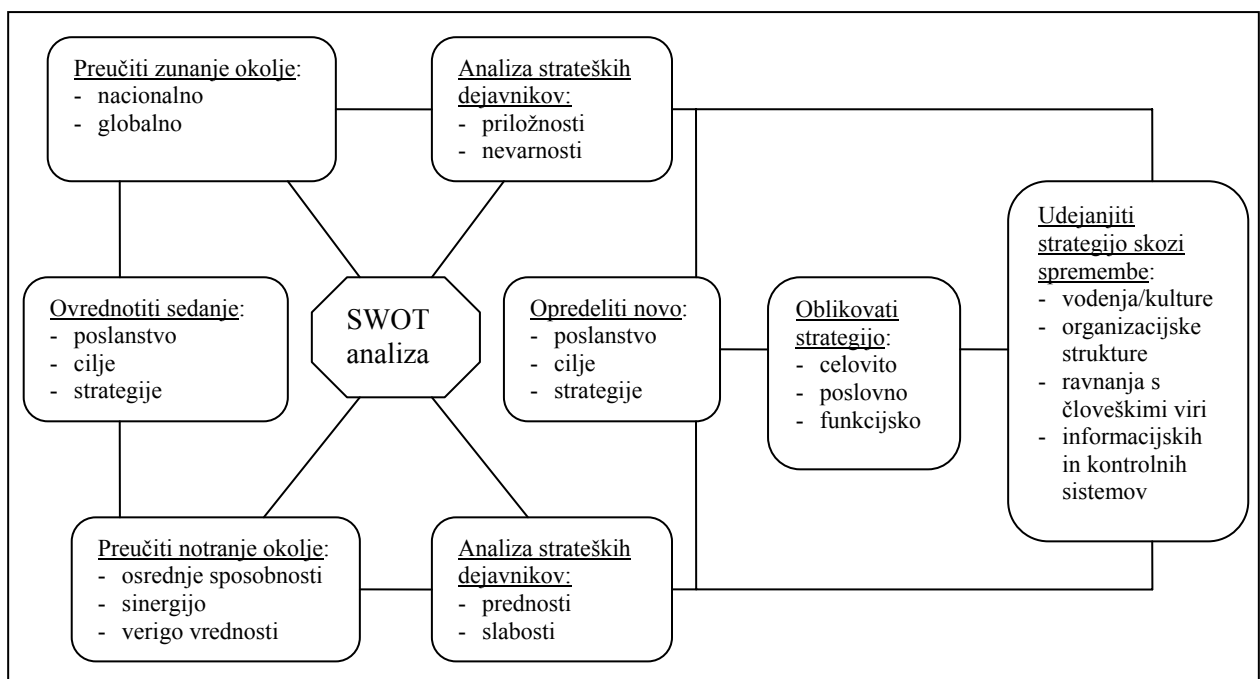 Preučiti zunanje okolje:
- nacionalno
- globalno
Analiza strateških
dejavnikov:
- priložnosti
- nevarnosti
Ovrednotiti sedanje:
- poslanstvo
- cilje
- strategije
SWOT
analiza
Opredeliti novo:
- poslanstvo
- cilje
- strategije
Oblikovati
strategijo:
- celovito
- poslovno
- funkcijsko
Udejanjiti
strategijo skozi
spremembe:
- vodenja/kulture
- organizacijske
strukture
- ravnanja s
človeškimi viri
- informacijskih
in kontrolnih
sistemov
Preučiti notranje okolje:
- osrednje sposobnosti
- sinergijo
- verigo vrednosti
Analiza strateških
dejavnikov:
- prednosti
- slabosti